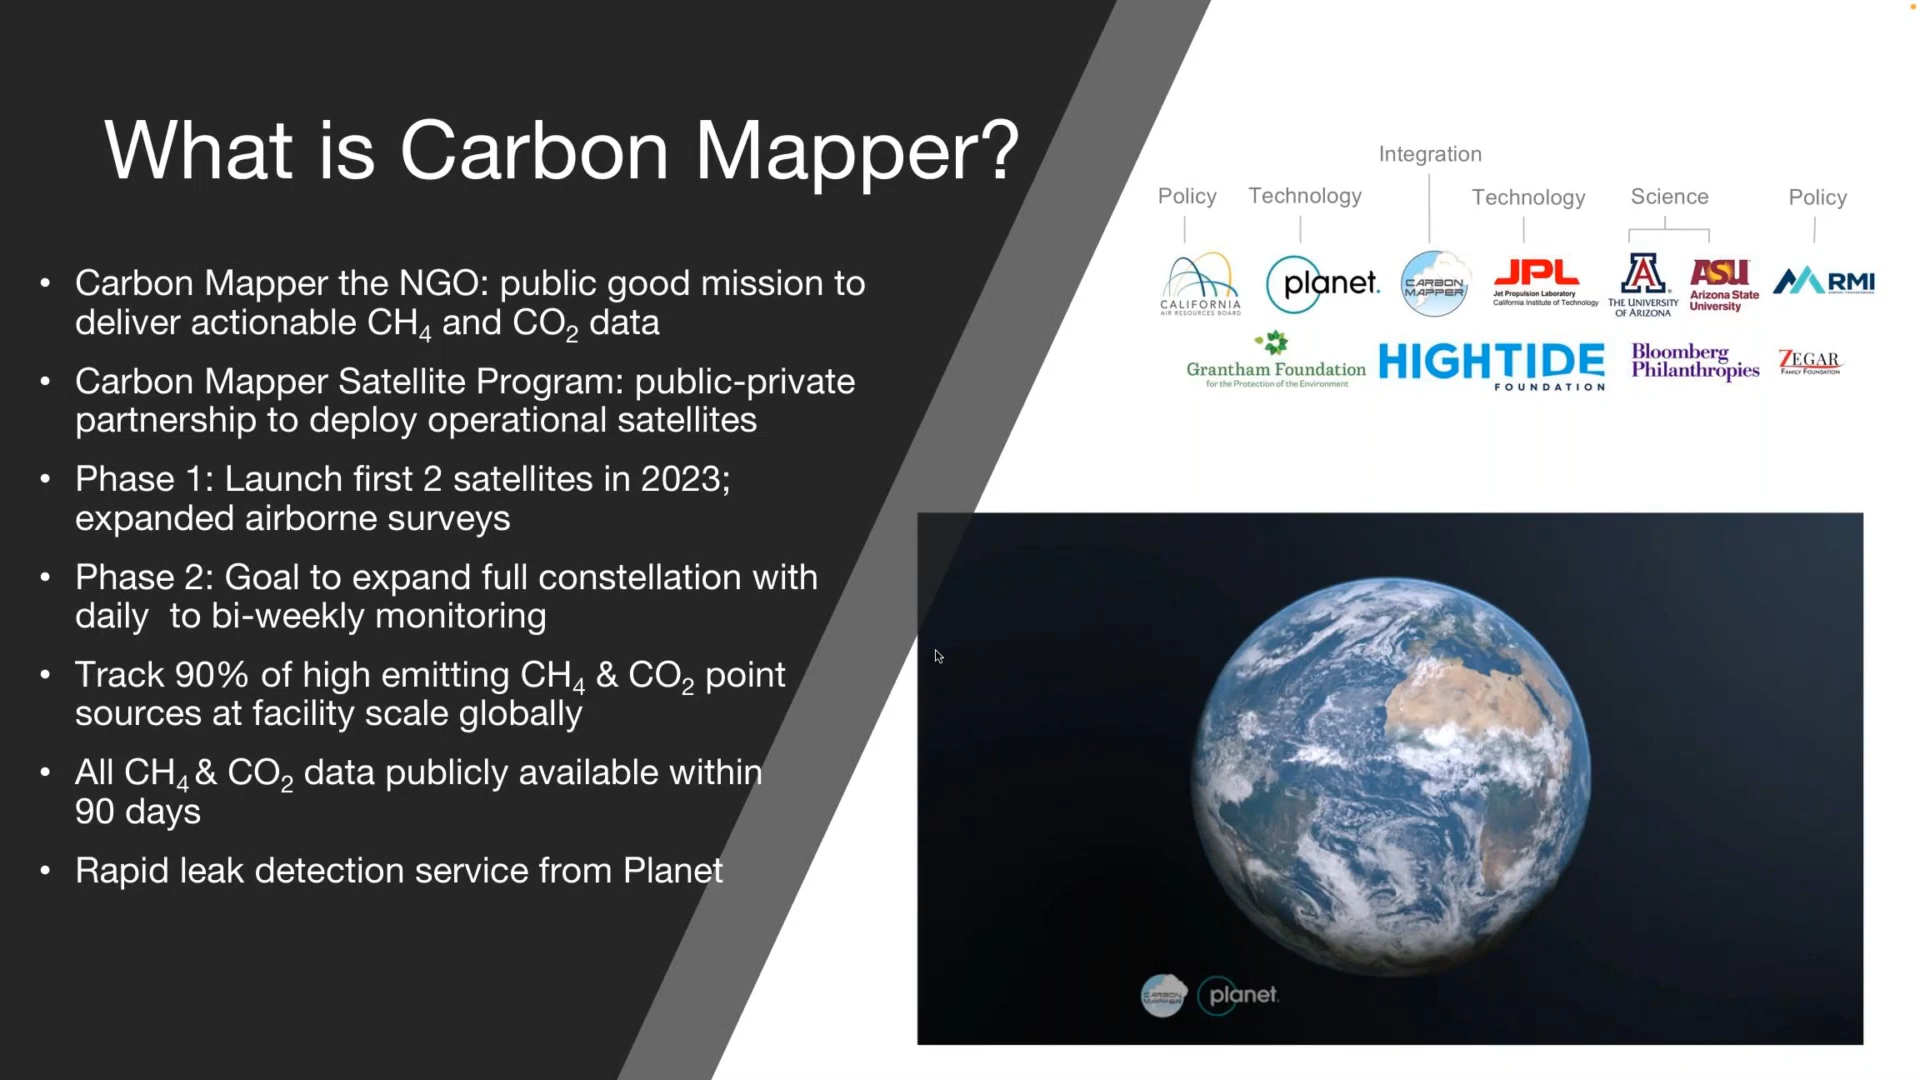 What is Carbon Mapper?
• Carbon Mapper the NGO: public good mission to
deliver actionable CH₄ and CO₂ data
• Carbon Mapper Satellite Program: public-private
partnership to deploy operational satellites
• Phase 1: Launch first 2 satellites in 2023;
expanded airborne surveys
• Phase 2: Goal to expand full constellation with
daily  to bi-weekly monitoring
• Track 90% of high emitting CH₄ & CO₂ point
sources at facility scale globally
• All CH₄ & CO₂ data publicly available within
90 days
• Rapid leak detection service from Planet
Integration
Policy Technology Technology Science Policy
CALIFORNIA
AIR RESOURCES BOARD
planet.
CARBON
MAPPER
JPL
Jet Propulsion Laboratory
California Institute of Technology
A
THE UNIVERSITY
OF ARIZONA
ASU
Arizona State
University
RMI
Grantham Foundation
for the Protection of the Environment
HIGHTIDE
FOUNDATION
Bloomberg
Philanthropies
ZEGAR
FAMILY FOUNDATION
CARBON
MAPPER
planet.